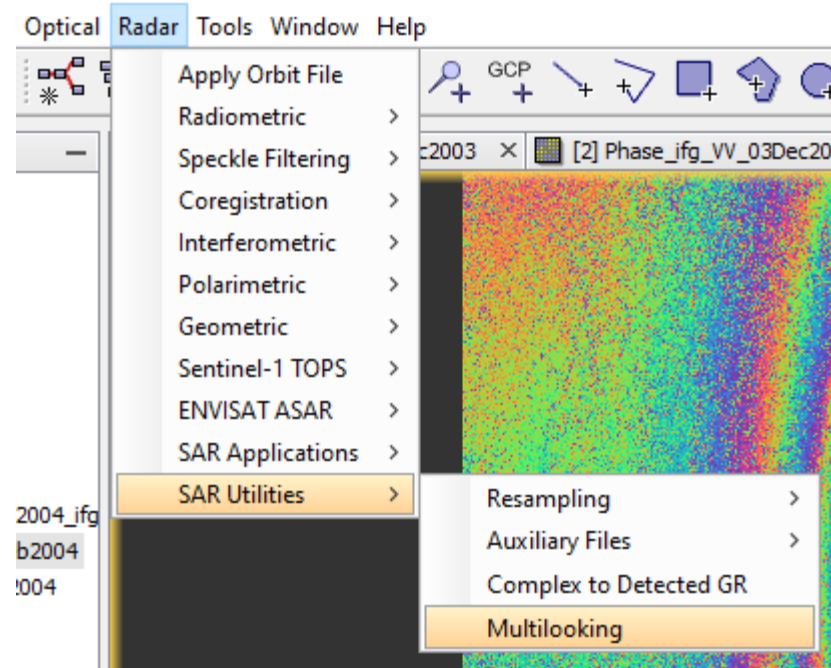 Optical Radar Tools Window Help
GCP
Apply Orbit File
Radiometric
Speckle Filtering
Coregistration
Interferometric
Polarimetric
Geometric
Sentinel-1 TOPS
ENVISAT ASAR
SAR Applications
SAR Utilities
c2003 [2] Phase_ifg_VV_03Dec20
2004_ifg
b2004
2004
Resampling
Auxiliary Files
Complex to Detected GR
Multilooking